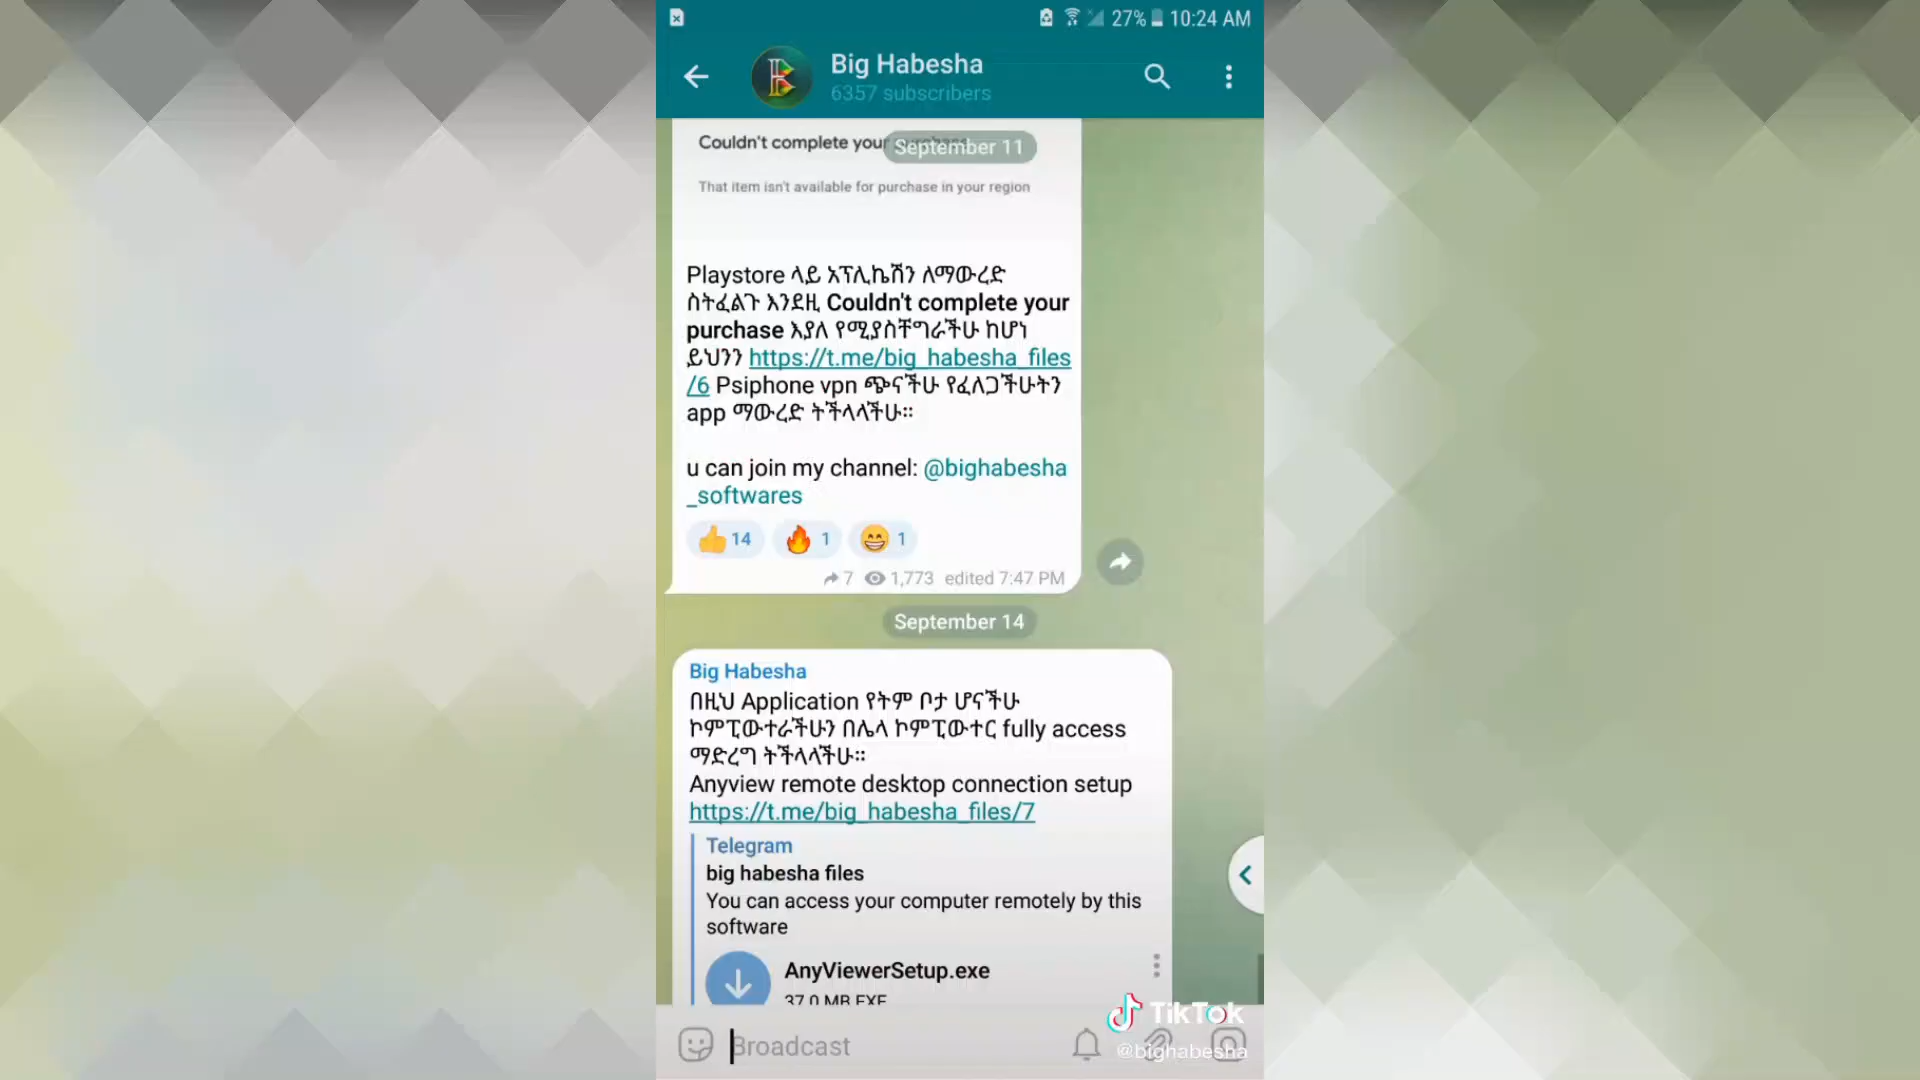 27% 10:24 AM
Big Habesha
6357 subscribers
Couldn't complete your
September 11
That item isn't available for purchase in your region
Playstore ላይ አፕሊኬሽን ለማውረድ
ስትፈልጉ እንደዚ Couldn't complete your
purchase እያለ የሚያስቸግራችሁ ከሆነ
ይህንን https://t.me/big_habesha_files
/6 Psiphone vpn ጭናችሁ የፈለጋችሁትን
app ማውረድ ትችላላችሁ።
u can join my channel: @bighabesha
_softwares
14 1 1
7 1,773 edited 7:47 PM
September 14
Big Habesha
በዚህ Application የትም ቦታ ሆናችሁ
ኮምፒውተራችሁን በሌላ ኮምፒውተር fully access
ማድረግ ትችላላችሁ።
Anyview remote desktop connection setup
https://t.me/big_habesha_files/7
Telegram
big habesha files
You can access your computer remotely by this
software
AnyViewerSetup.exe
37.0 MB EXE
TikTok
Broadcast
@bighabesha